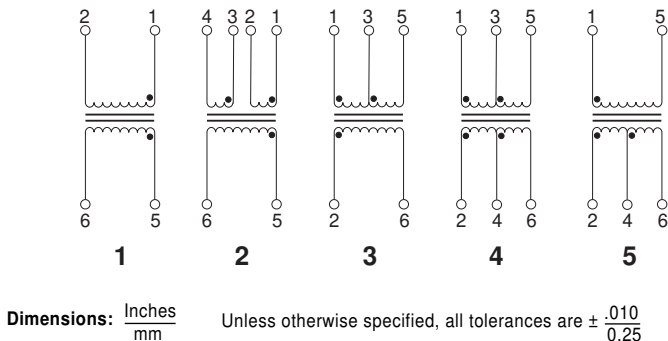 2 1 4 3 2 1 1 3 5 1 3 5 1 5
6 5 6 5 2 6 2 4 6 2 4 6
1 2 3 4 5
Dimensions: Inches/mm Unless otherwise specified, all tolerances are ± .010/0.25